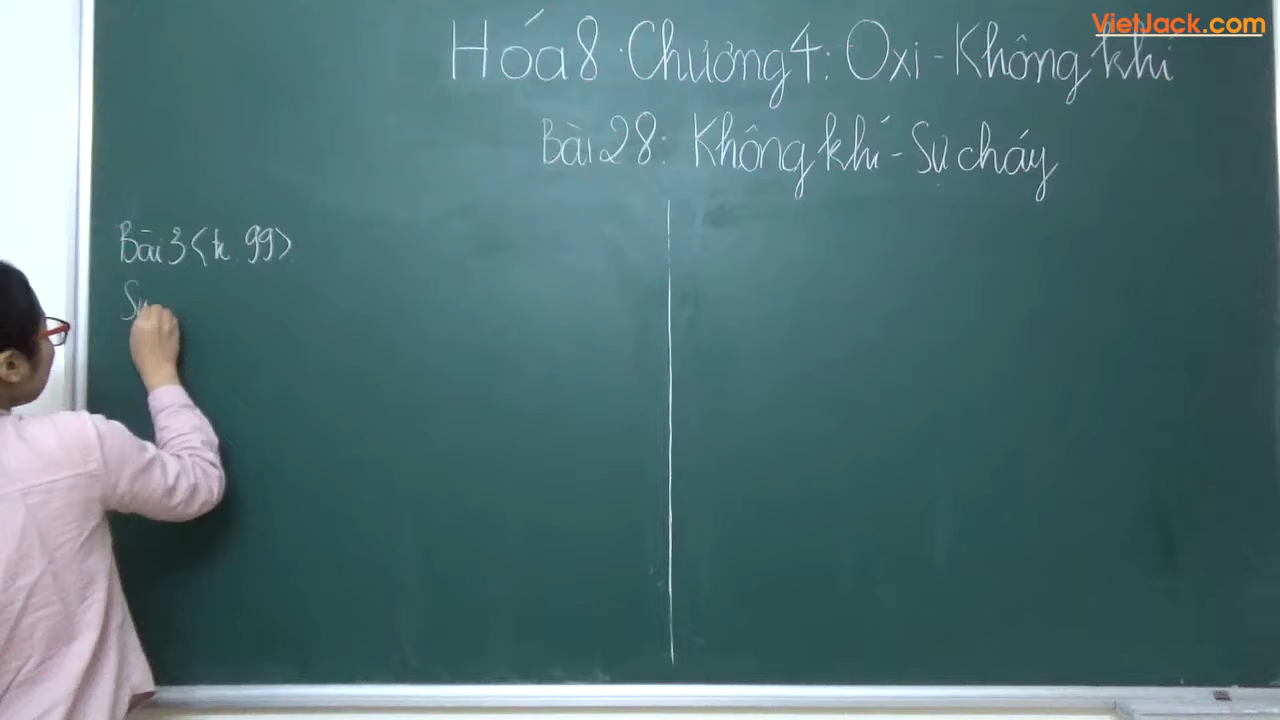 VietJack.com
Hóa 8. Chương 4: Oxi - Không khí
Bài 28: Không khí - Sự cháy
Bài 3 <tr. 99>
Sự